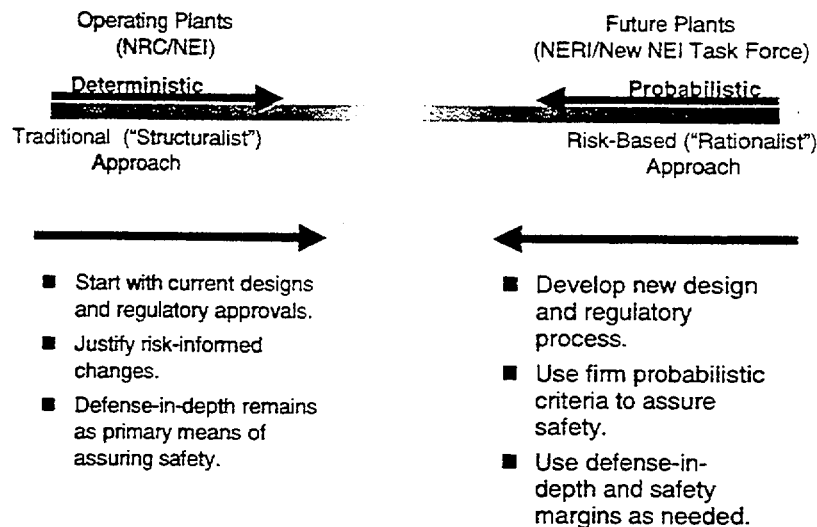 Operating Plants
(NRC/NEI)
Deterministic
Traditional ("Structuralist")
Approach
■ Start with current designs
and regulatory approvals.
■ Justify risk-informed
changes.
■ Defense-in-depth remains
as primary means of
assuring safety.
Future Plants
(NERI/New NEI Task Force)
Probabilistic
Risk-Based ("Rationalist")
Approach
■ Develop new design
and regulatory
process.
■ Use firm probabilistic
criteria to assure
safety.
■ Use defense-in-
depth and safety
margins as needed.